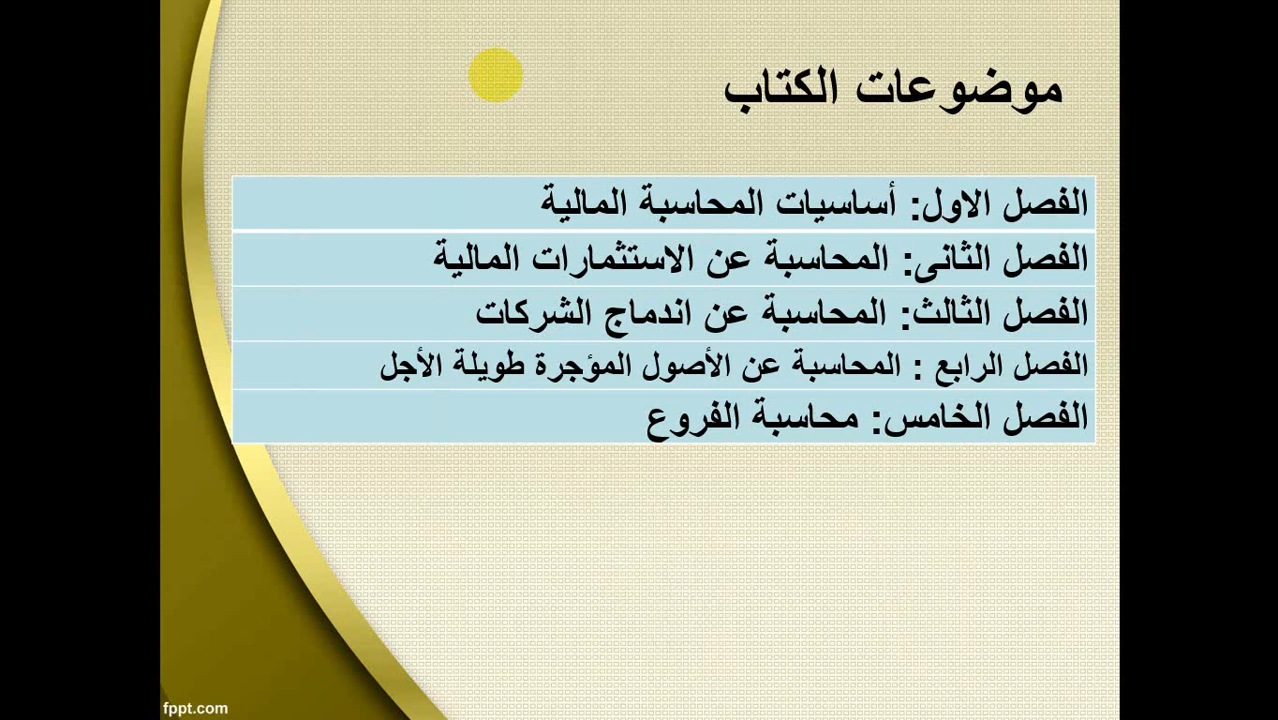 موضوعات الكتاب
الفصل الاول: أساسيات المحاسبة المالية
الفصل الثانى: المحاسبة عن الاستثمارات المالية
الفصل الثالث: المحاسبة عن اندماج الشركات
الفصل الرابع : المحاسبة عن الأصول المؤجرة طويلة الأجل
الفصل الخامس: محاسبة الفروع
fppt.com